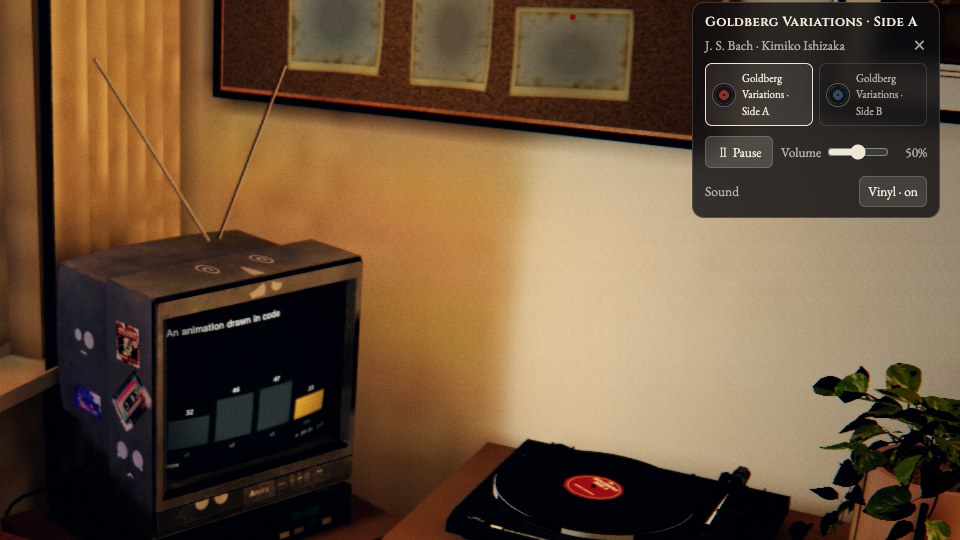 GOLDBERG VARIATIONS · SIDE A
J. S. Bach · Kimiko Ishizaka
Goldberg
Variations ·
Side A
Goldberg
Variations ·
Side B
Pause
Volume
50%
Sound
Vinyl · on
An animation drawn in code
32
46
47